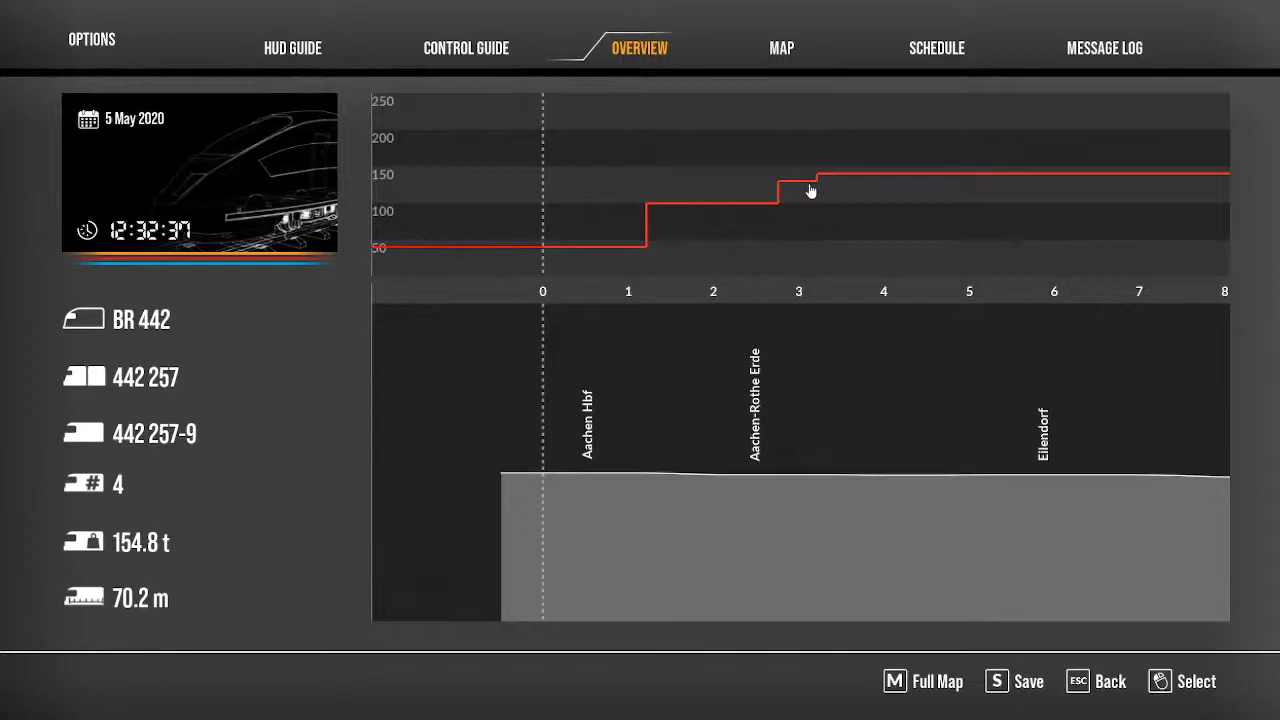 OPTIONS
HUD GUIDE
CONTROL GUIDE
OVERVIEW
MAP
SCHEDULE
MESSAGE LOG
5 May 2020
12:32:37
BR 442
442 257
442 257-9
# 4
154.8 t
70.2 m
250
200
150
100
50
0 1 2 3 4 5 6 7 8
Aachen Hbf
Aachen-Rothe Erde
Eilendorf
M Full Map
S Save
ESC Back
Select